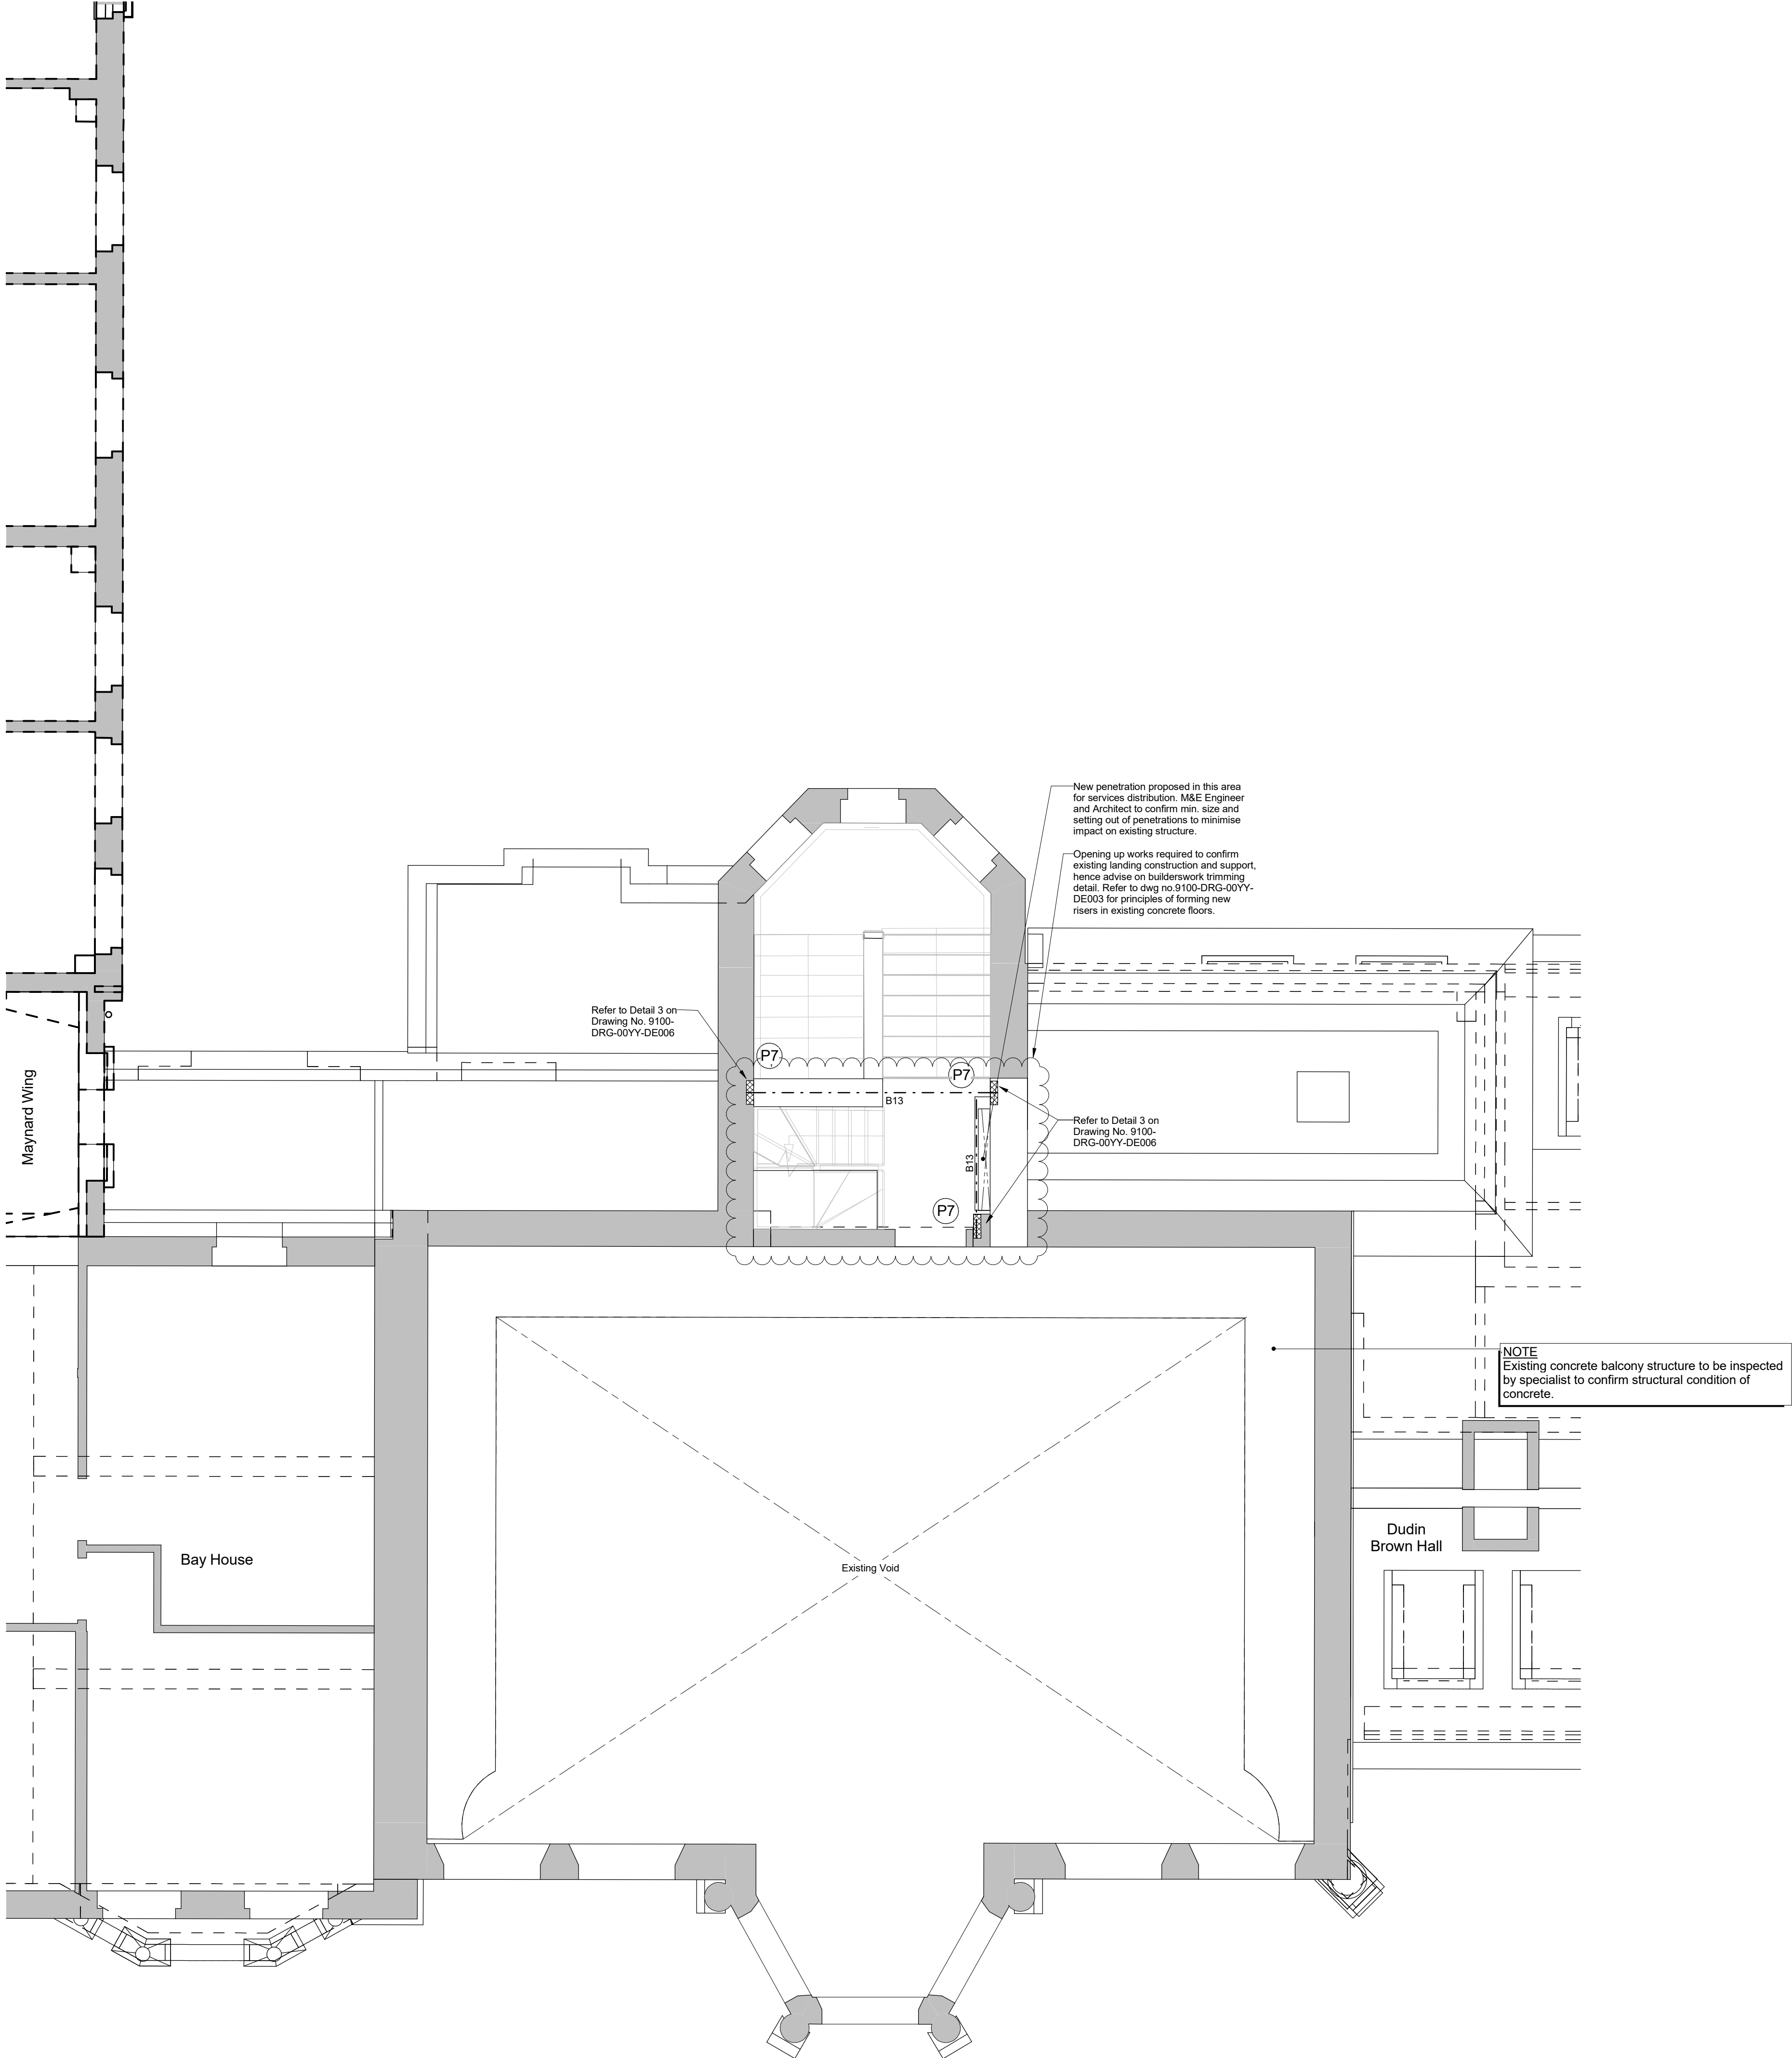 New penetration proposed in this area
for services distribution. M&E Engineer
and Architect to confirm min. size and
setting out of penetrations to minimise
impact on existing structure.
Opening up works required to confirm
existing landing construction and support,
hence advise on builderswork trimming
detail. Refer to dwg no.9100-DRG-00YY-
DE003 for principles of forming new
risers in existing concrete floors.
Refer to Detail 3 on
Drawing No. 9100-
DRG-00YY-DE006
P7
P7
B13
Refer to Detail 3 on
Drawing No. 9100-
DRG-00YY-DE006
B13
P7
Maynard Wing
NOTE
Existing concrete balcony structure to be inspected
by specialist to confirm structural condition of
concrete.
Dudin
Brown Hall
Bay House
Existing Void